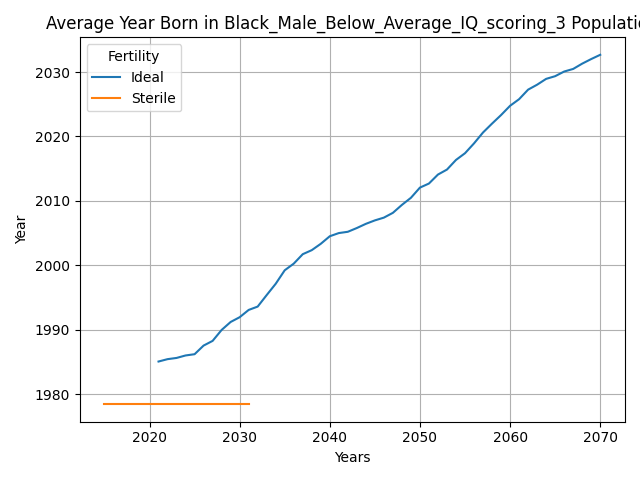 Average Year Born in Black_Male_Below_Average_IQ_scoring_3 Populati
Fertility
Ideal
Sterile
Year
2030
2020
2010
2000
1990
1980
2020 2030 2040 2050 2060 2070
Years